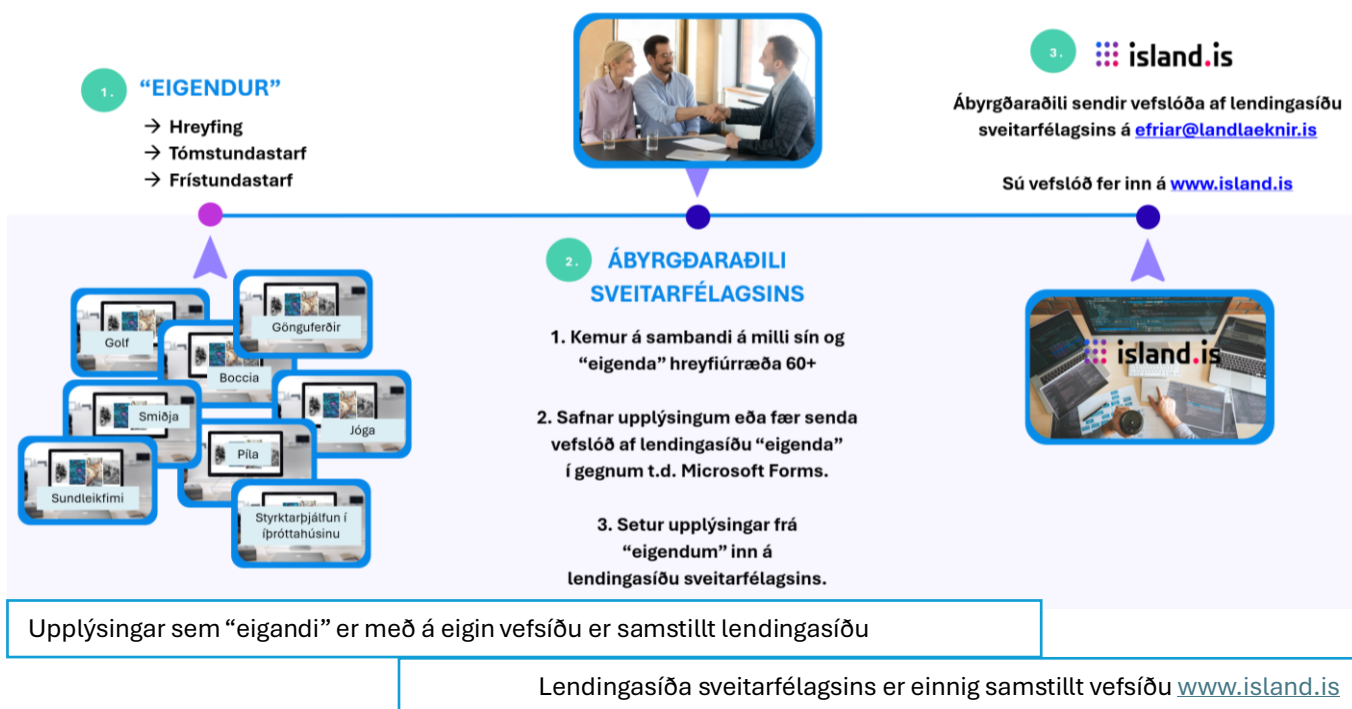 1.
“EIGENDUR”
→ Hreyfing
→ Tómstundastarf
→ Frístundastarf
Golf
Gönguferðir
Boccia
Smiðja
Jóga
Píla
Sundleikfimi
Styrktarþjálfun í
íþróttahúsinu
2.
ÁBYRGÐARAÐILI
SVEITARFÉLAGSINS
1. Kemur á sambandi á milli sín og
“eigenda” hreyfiúrræða 60+
2. Safnar upplýsingum eða fær senda
vefslóð af lendingasíðu “eigenda”
í gegnum t.d. Microsoft Forms.
3. Setur upplýsingar frá
“eigendum” inn á
lendingasíðu sveitarfélagsins.
3.
island.is
Ábyrgðaraðili sendir vefslóða af lendingasíðu
sveitarfélagsins á efriar@landlaeknir.is
Sú vefslóð fer inn á www.island.is
island.is
Upplýsingar sem “eigandi” er með á eigin vefsíðu er samstillt lendingasíðu
Lendingasíða sveitarfélagsins er einnig samstillt vefsíðu www.island.is